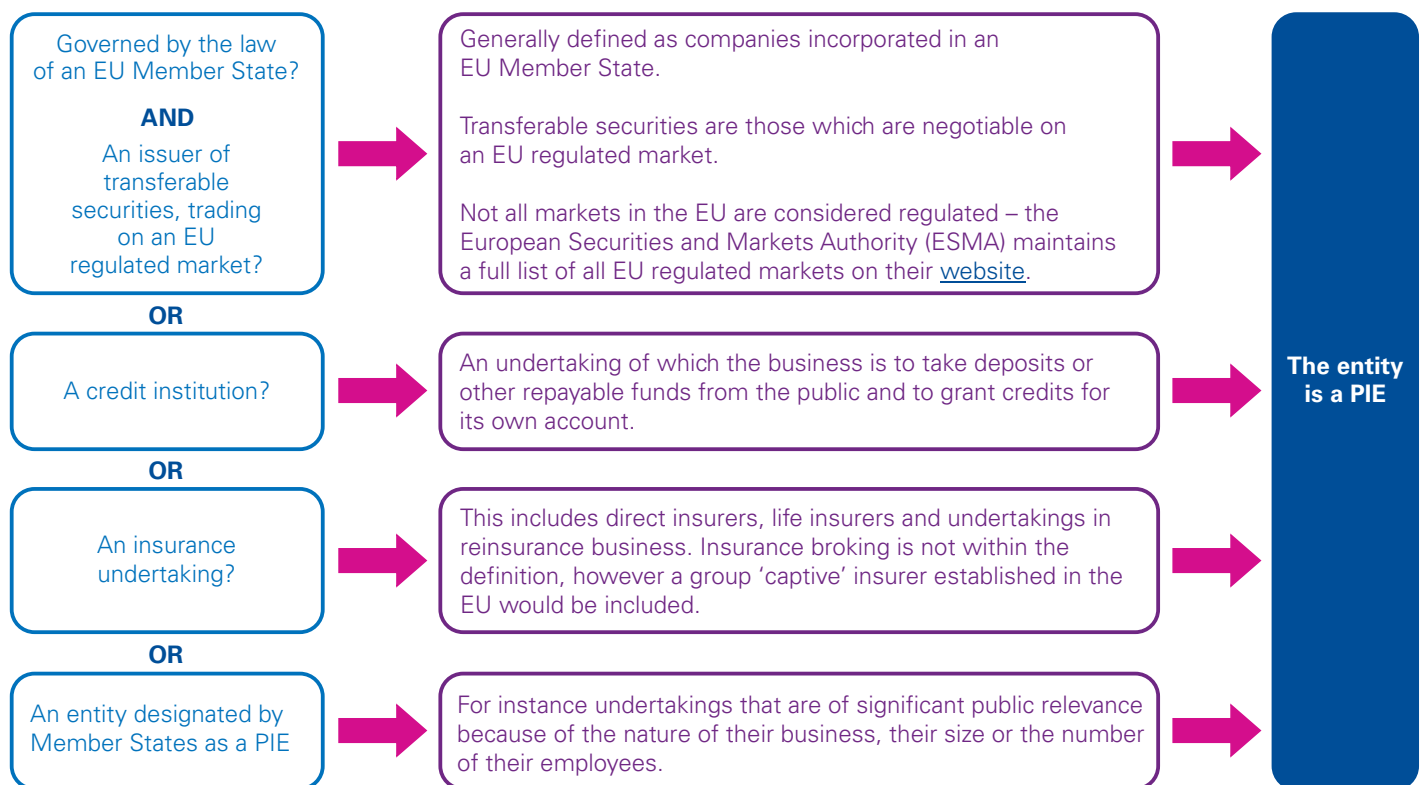 Governed by the law
of an EU Member State?
AND
An issuer of
transferable
securities, trading
on an EU
regulated market?
Generally defined as companies incorporated in an
EU Member State.
Transferable securities are those which are negotiable on
an EU regulated market.
Not all markets in the EU are considered regulated – the
European Securities and Markets Authority (ESMA) maintains
a full list of all EU regulated markets on their website.
OR
A credit institution?
An undertaking of which the business is to take deposits or
other repayable funds from the public and to grant credits for
its own account.
OR
An insurance
undertaking?
This includes direct insurers, life insurers and undertakings in
reinsurance business. Insurance broking is not within the
definition, however a group ‘captive’ insurer established in the
EU would be included.
OR
An entity designated by
Member States as a PIE
For instance undertakings that are of significant public relevance
because of the nature of their business, their size or the number
of their employees.
The entity
is a PIE